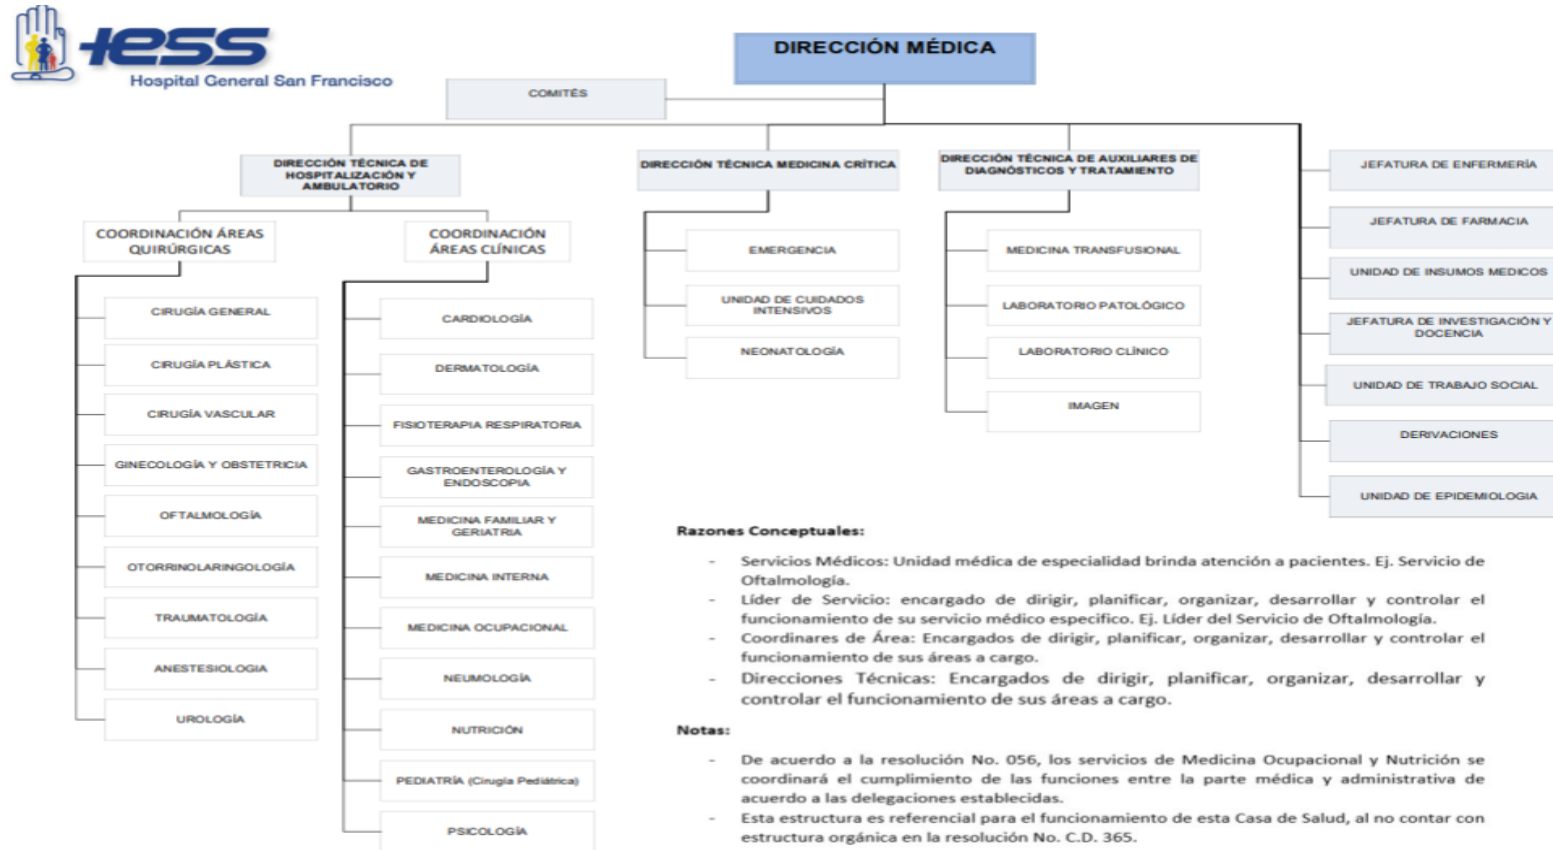 iess
Hospital General San Francisco
DIRECCIÓN MÉDICA
COMITÉS
DIRECCIÓN TÉCNICA DE
HOSPITALIZACIÓN Y
AMBULATORIO
COORDINACIÓN ÁREAS
QUIRÚRGICAS
CIRUGÍA GENERAL
CIRUGÍA PLÁSTICA
CIRUGÍA VASCULAR
GINECOLOGÍA Y OBSTETRICIA
OFTALMOLOGÍA
OTORRINOLARINGOLOGÍA
TRAUMATOLOGÍA
ANESTESIOLOGIA
UROLOGÍA
COORDINACIÓN
ÁREAS CLÍNICAS
CARDIOLOGÍA
DERMATOLOGÍA
FISIOTERAPIA RESPIRATORIA
GASTROENTEROLOGÍA Y
ENDOSCOPIA
MEDICINA FAMILIAR Y
GERIATRIA
MEDICINA INTERNA
MEDICINA OCUPACIONAL
NEUMOLOGÍA
NUTRICIÓN
PEDIATRÍA (Cirugía Pediátrica)
PSICOLOGÍA
DIRECCIÓN TÉCNICA MEDICINA CRÍTICA
EMERGENCIA
UNIDAD DE CUIDADOS
INTENSIVOS
NEONATOLOGÍA
DIRECCIÓN TÉCNICA DE AUXILIARES DE
DIAGNÓSTICOS Y TRATAMIENTO
MEDICINA TRANSFUSIONAL
LABORATORIO PATOLÓGICO
LABORATORIO CLÍNICO
IMAGEN
JEFATURA DE ENFERMERÍA
JEFATURA DE FARMACIA
UNIDAD DE INSUMOS MEDICOS
JEFATURA DE INVESTIGACIÓN Y
DOCENCIA
UNIDAD DE TRABAJO SOCIAL
DERIVACIONES
UNIDAD DE EPIDEMIOLOGIA
Razones Conceptuales:
- Servicios Médicos: Unidad médica de especialidad brinda atención a pacientes. Ej. Servicio de
Oftalmología.
- Líder de Servicio: encargado de dirigir, planificar, organizar, desarrollar y controlar el
funcionamiento de su servicio médico especifico. Ej. Líder del Servicio de Oftalmología.
- Coordinares de Área: Encargados de dirigir, planificar, organizar, desarrollar y controlar el
funcionamiento de sus áreas a cargo.
- Direcciones Técnicas: Encargados de dirigir, planificar, organizar, desarrollar y
controlar el funcionamiento de sus áreas a cargo.
Notas:
- De acuerdo a la resolución No. 056, los servicios de Medicina Ocupacional y Nutrición se
coordinará el cumplimiento de las funciones entre la parte médica y administrativa de
acuerdo a las delegaciones establecidas.
- Esta estructura es referencial para el funcionamiento de esta Casa de Salud, al no contar con
estructura orgánica en la resolución No. C.D. 365.